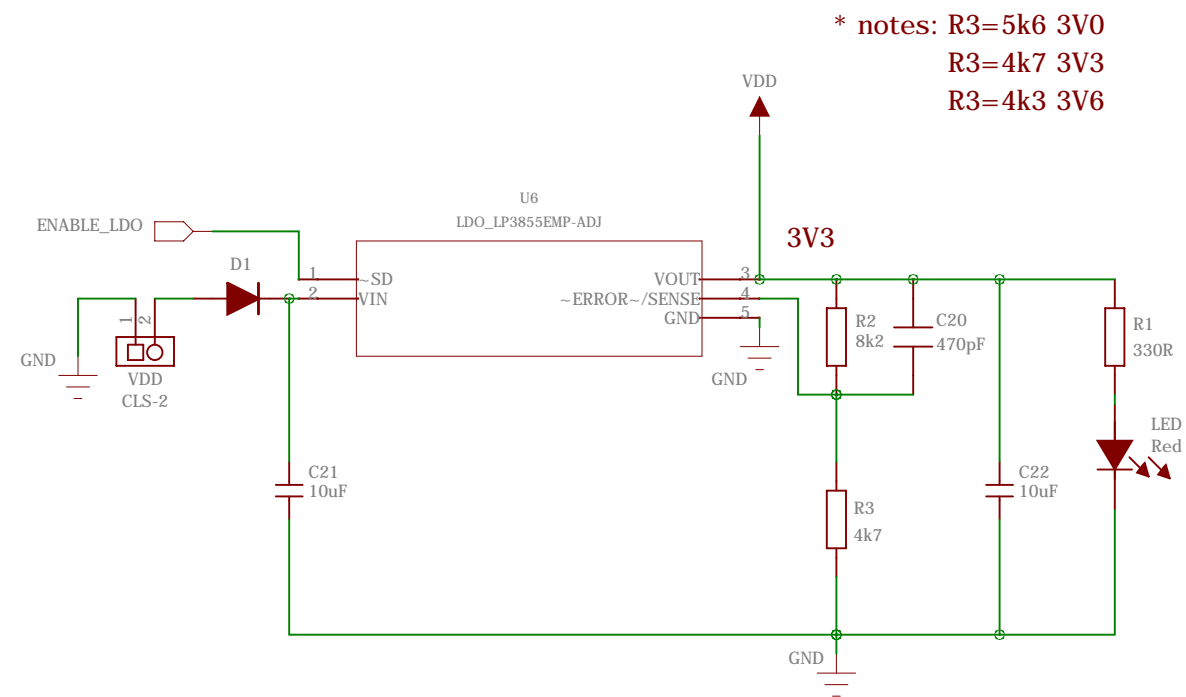 * notes: R3=5k6 3V0
R3=4k7 3V3
R3=4k3 3V6
VDD
U6
LDO_LP3855EMP-ADJ
ENABLE_LDO
3V3
D1
1
~SD
VOUT
3
2
VIN
~ERROR~/SENSE
4
GND
5
1
2
R2
8k2
C20
470pF
R1
330R
GND
VDD
CLS-2
GND
LED
Red
C21
10uF
C22
10uF
R3
4k7
GND